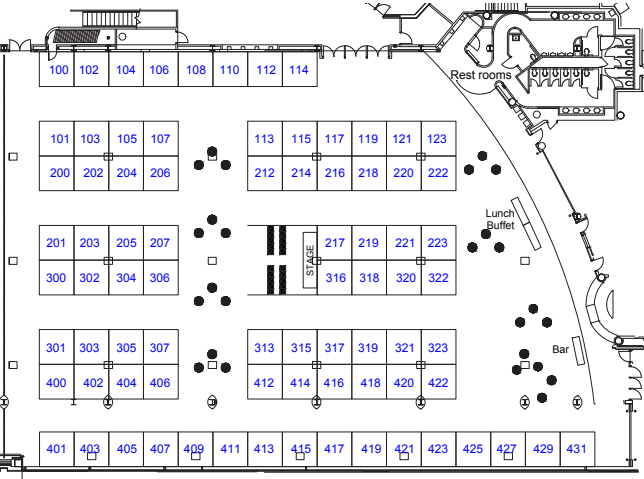 100 102 104 106 108 110 112 114
Rest rooms
101 103 105 107 113 115 117 119 121 123
200 202 204 206 212 214 216 218 220 222
Lunch
Buffet
201 203 205 207 217 219 221 223
STAGE
300 302 304 306 316 318 320 322
301 303 305 307 313 315 317 319 321 323
Bar
400 402 404 406 412 414 416 418 420 422
401 403 405 407 409 411 413 415 417 419 421 423 425 427 429 431